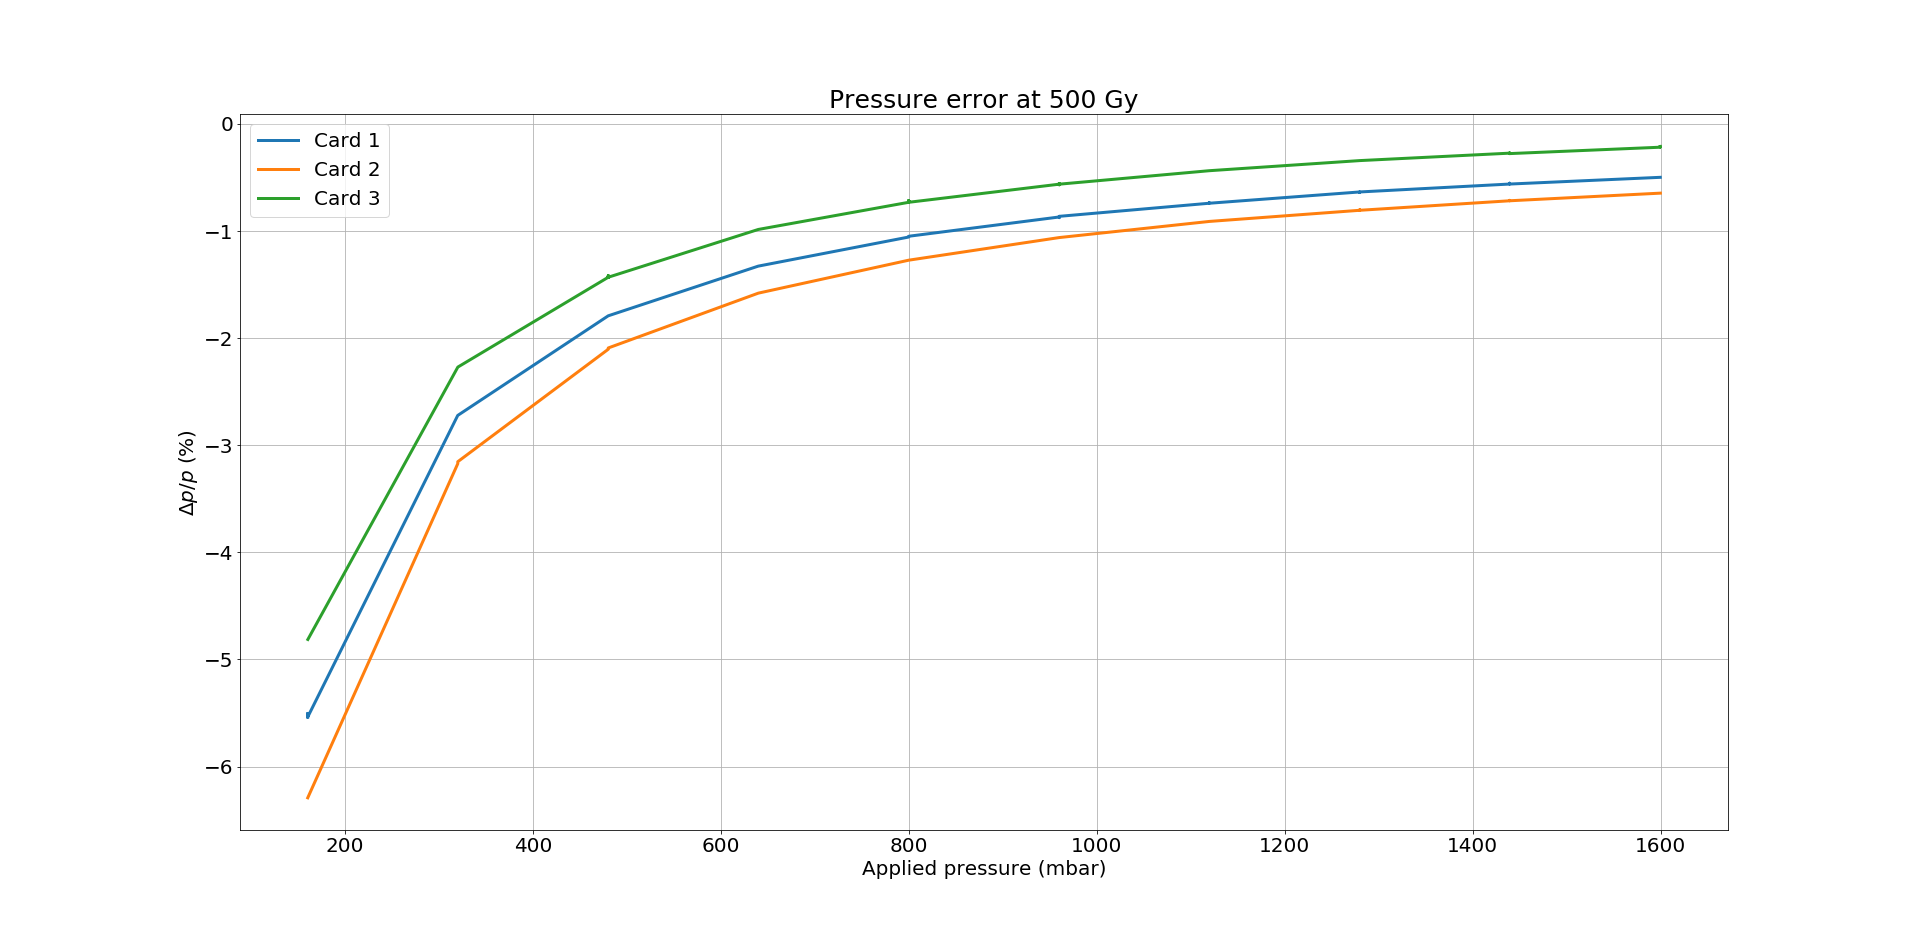 Pressure error at 500 Gy
Card 1
Card 2
Card 3
Δp/p (%)
0
−1
−2
−3
−4
−5
−6
200 400 600 800 1000 1200 1400 1600
Applied pressure (mbar)